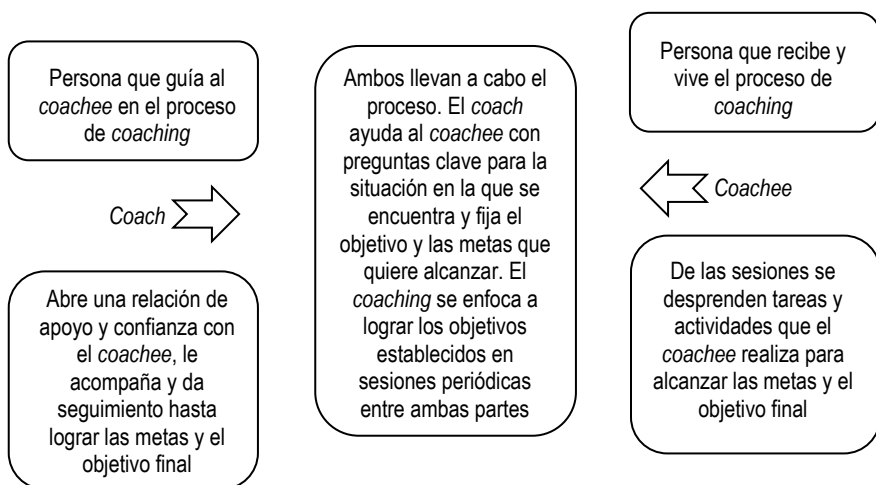 Persona que guía al
coachee en el proceso
de coaching
Coach
Abre una relación de
apoyo y confianza con
el coachee, le
acompaña y da
seguimiento hasta
lograr las metas y el
objetivo final
Ambos llevan a cabo el
proceso. El coach
ayuda al coachee con
preguntas clave para la
situación en la que se
encuentra y fija el
objetivo y las metas que
quiere alcanzar. El
coaching se enfoca a
lograr los objetivos
establecidos en
sesiones periódicas
entre ambas partes
Persona que recibe y
vive el proceso de
coaching
Coachee
De las sesiones se
desprenden tareas y
actividades que el
coachee realiza para
alcanzar las metas y el
objetivo final